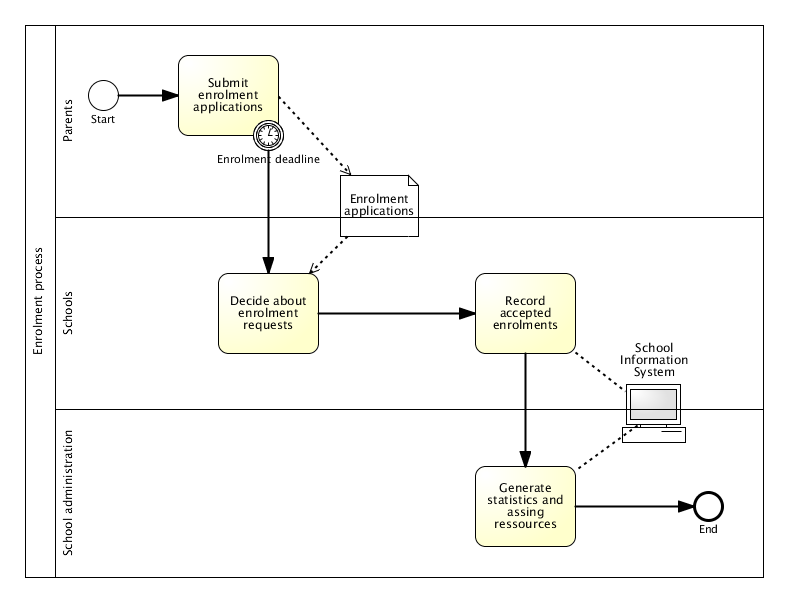 Enrolment process
Parents
Start
Submit
enrolment
applications
Enrolment deadline
Enrolment
applications
Schools
Decide about
enrolment
requests
Record
accepted
enrolments
School
Information
System
School administration
Generate
statistics and
assing
ressources
End